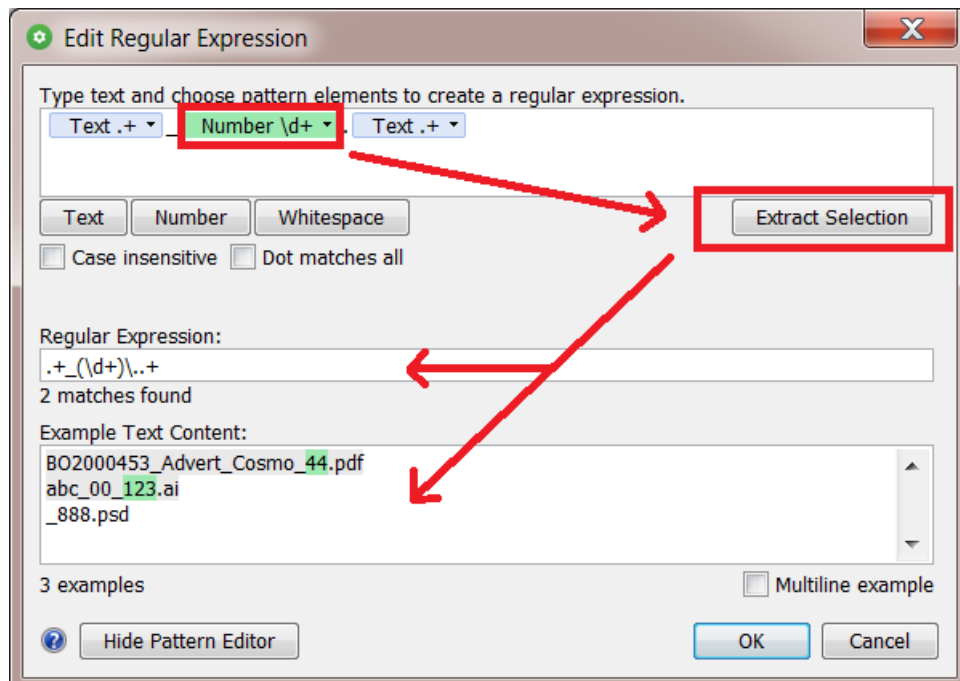 Edit Regular Expression
X
Type text and choose pattern elements to create a regular expression.
Text .+ _ Number \d+ . Text .+
Text Number Whitespace Extract Selection
Case insensitive Dot matches all
Regular Expression:
.+_(\d+)\..+
2 matches found
Example Text Content:
BO2000453_Advert_Cosmo_44.pdf
abc_00_123.ai
_888.psd
3 examples Multiline example
? Hide Pattern Editor OK Cancel